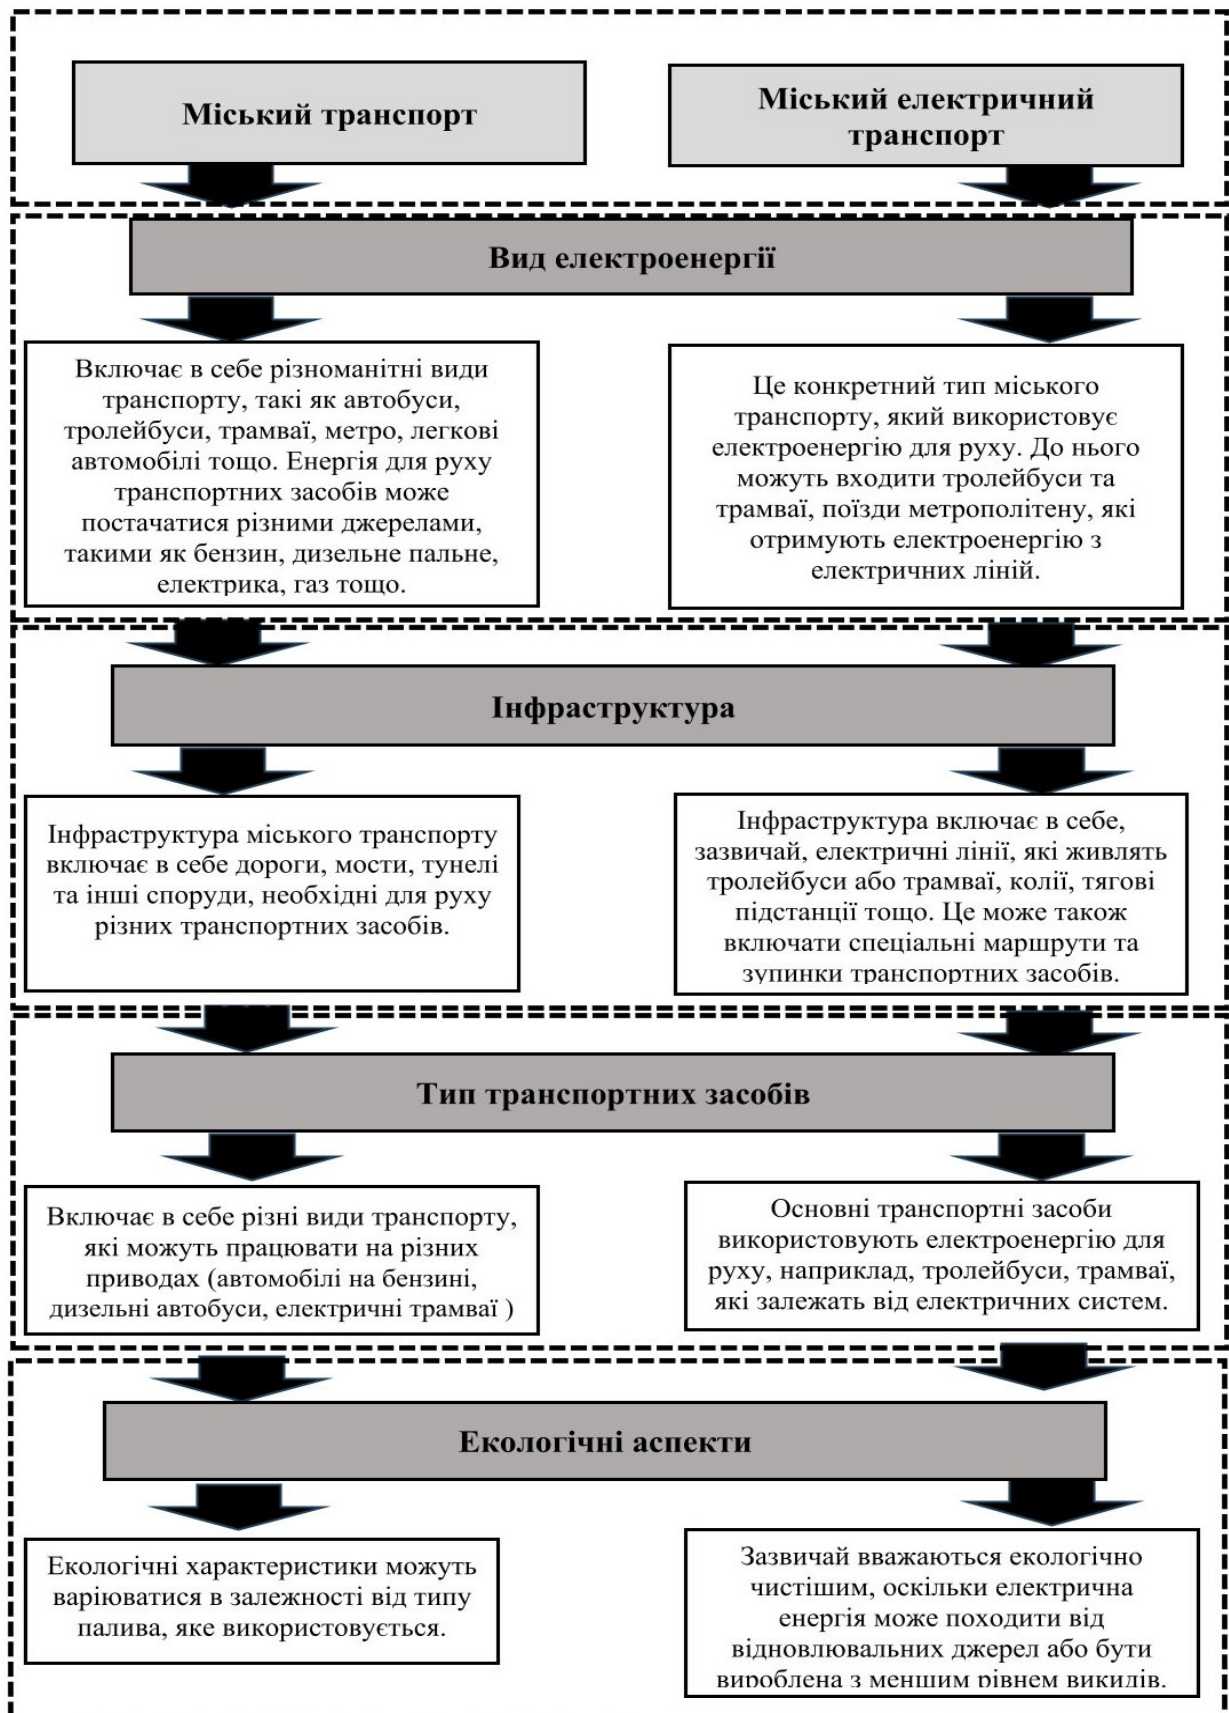 Міський транспорт
Міський електричний
транспорт
Вид електроенергії
Включає в себе різноманітні види
транспорту, такі як автобуси,
тролейбуси, трамваї, метро, легкові
автомобілі тощо. Енергія для руху
транспортних засобів може
постачатися різними джерелами,
такими як бензин, дизельне пальне,
електрика, газ тощо.
Це конкретний тип міського
транспорту, який використовує
електроенергію для руху. До нього
можуть входити тролейбуси та
трамваї, поїзди метрополітену, які
отримують електроенергію з
електричних ліній.
Інфраструктура
Інфраструктура міського транспорту
включає в себе дороги, мости, тунелі
та інші споруди, необхідні для руху
різних транспортних засобів.
Інфраструктура включає в себе,
зазвичай, електричні лінії, які живлять
тролейбуси або трамваї, колії, тягові
підстанції тощо. Це може також
включати спеціальні маршрути та
зупинки транспортних засобів.
Тип транспортних засобів
Включає в себе різні види транспорту,
які можуть працювати на різних
приводах (автомобілі на бензині,
дизельні автобуси, електричні трамваї )
Основні транспортні засоби
використовують електроенергію для
руху, наприклад, тролейбуси, трамваї,
які залежать від електричних систем.
Екологічні аспекти
Екологічні характеристики можуть
варіюватися в залежності від типу
палива, яке використовується.
Зазвичай вважаються екологічно
чистішим, оскільки електрична
енергія може походити від
відновлювальних джерел або бути
вироблена з меншим рівнем викидів.